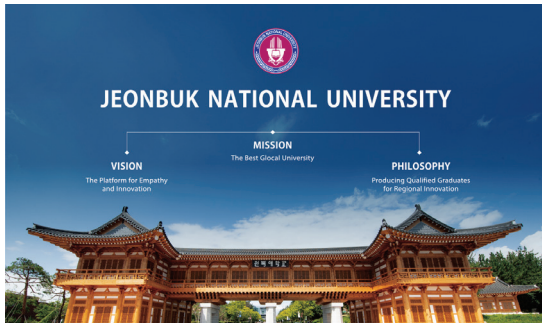 JEONBUK NATIONAL UNIVERSITY
MISSION
The Best Glocal University
VISION
The Platform for Empathy
and Innovation
PHILOSOPHY
Producing Qualified Graduates
for Regional Innovation